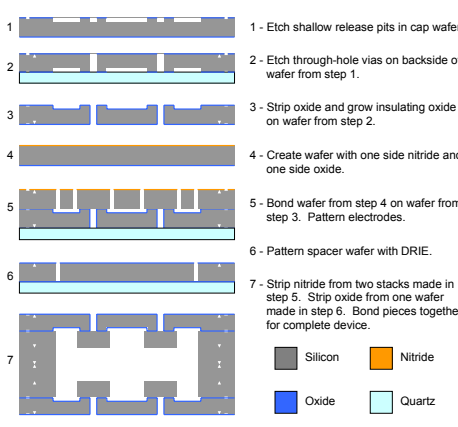 1
1 - Etch shallow release pits in cap wafer
2
2 - Etch through-hole vias on backside of
wafer from step 1.
3
3 - Strip oxide and grow insulating oxide
on wafer from step 2.
4
4 - Create wafer with one side nitride and
one side oxide.
5
5 - Bond wafer from step 4 on wafer from
step 3. Pattern electrodes.
6
6 - Pattern spacer wafer with DRIE.
7
7 - Strip nitride from two stacks made in
step 5. Strip oxide from one wafer
made in step 6. Bond pieces together
for complete device.
Silicon
Nitride
Oxide
Quartz